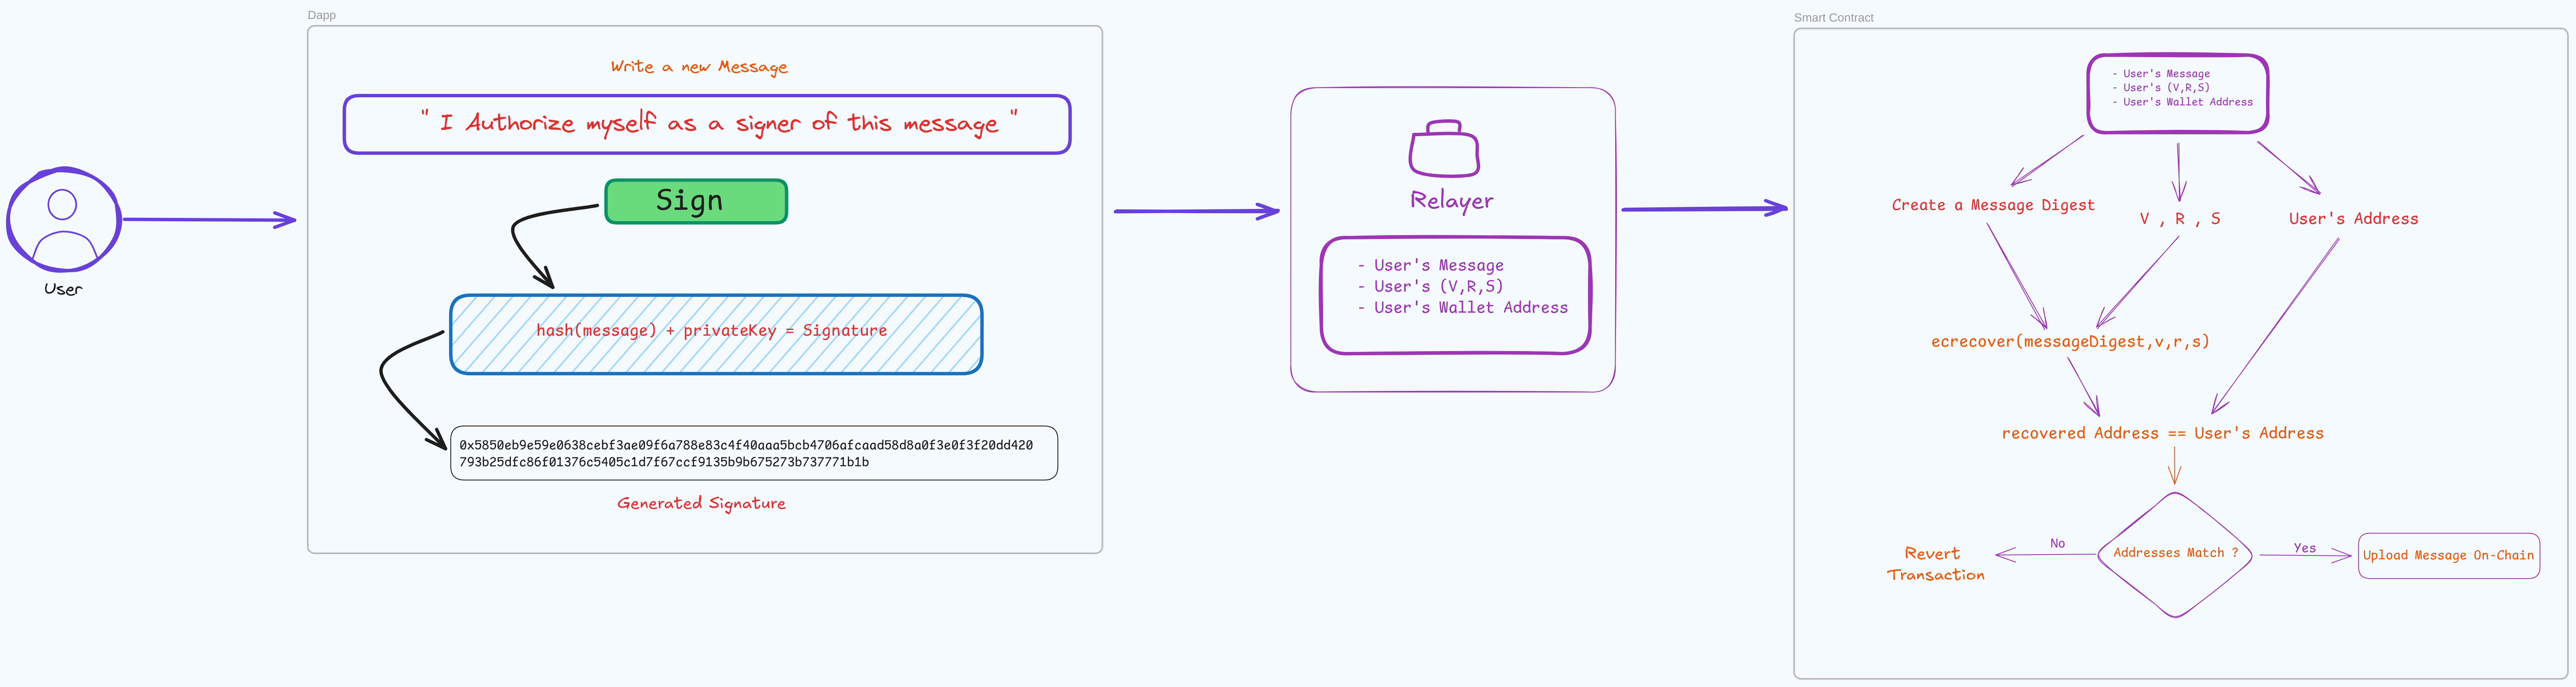 Dapp
Write a new Message
" I Authorize myself as a signer of this message "
Sign
hash(message) + privateKey = Signature
0x5850eb9e59e0638cebf3ae09f6a788e83c4f40aaa5bcb4706afcaad58d8a0f3e0f3f20dd420
793b25dfc86f01376c5405c1d7f67ccf9135b9b675273b737771b1b
Generated Signature
User
Relayer
- User's Message
- User's (V,R,S)
- User's Wallet Address
Smart Contract
- User's Message
- User's (V,R,S)
- User's Wallet Address
Create a Message Digest
V , R , S
User's Address
ecrecover(messageDigest,v,r,s)
recovered Address == User's Address
Addresses Match ?
No
Yes
Revert
Transaction
Upload Message On-Chain